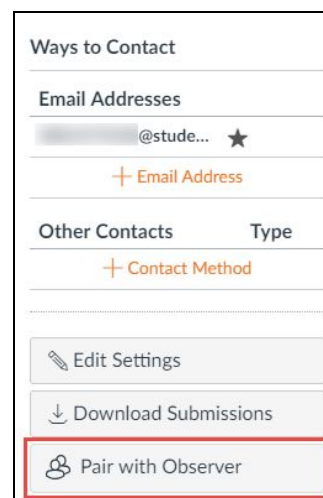 Ways to Contact
Email Addresses
@stude... ★
+ Email Address
Other Contacts Type
+ Contact Method
Edit Settings
Download Submissions
Pair with Observer